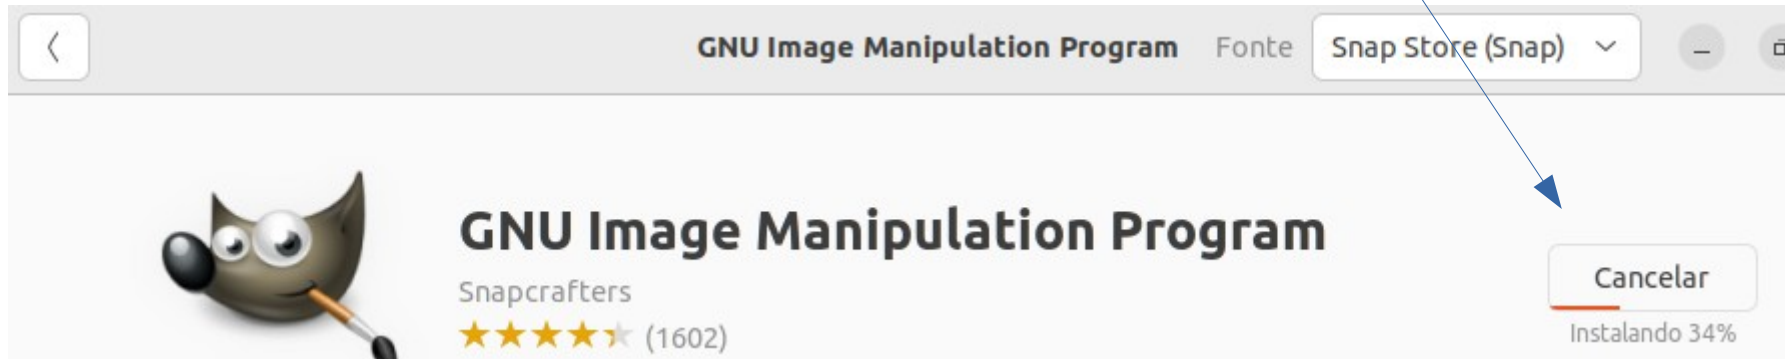 GNU Image Manipulation Program Fonte Snap Store (Snap)
GNU Image Manipulation Program
Snapcrafters
(1602)
Cancelar
Instalando 34%